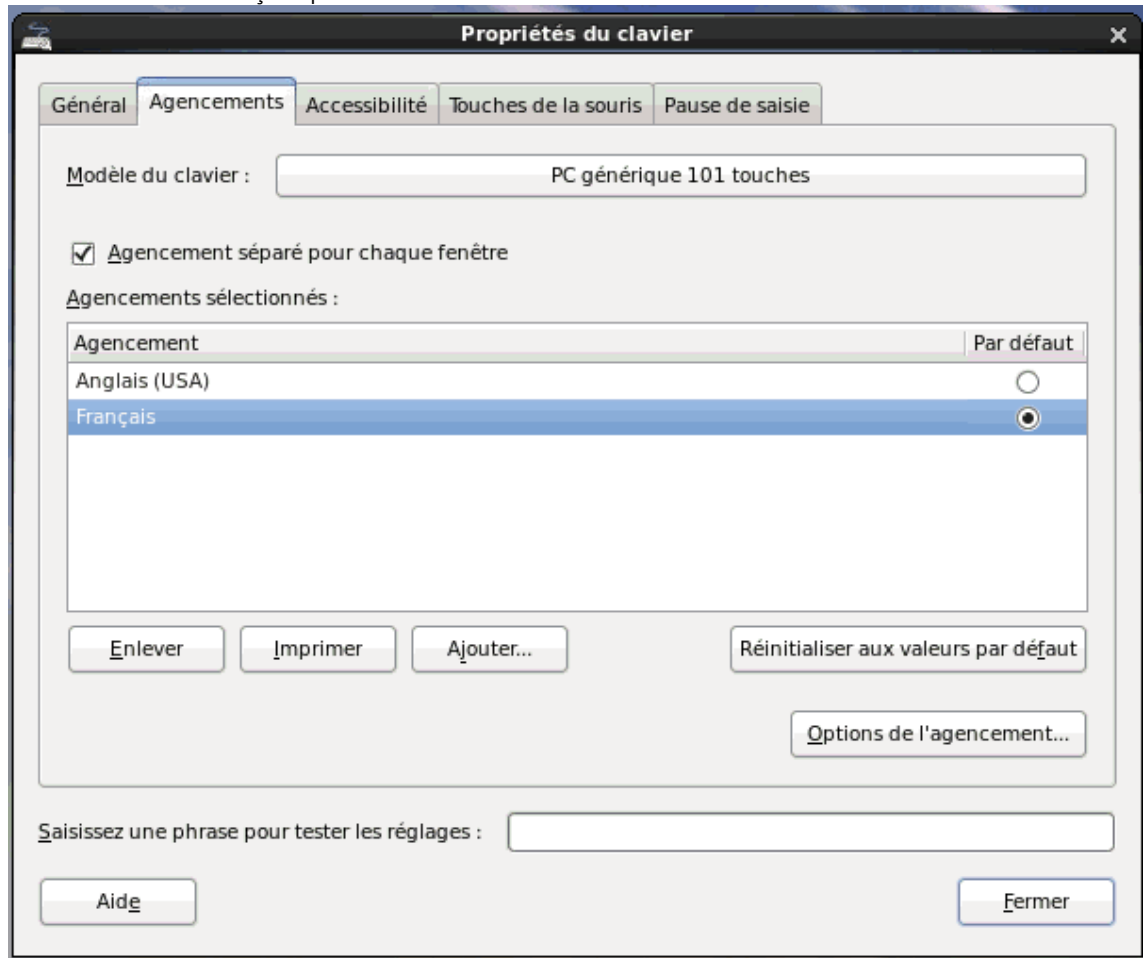 Propriétés du clavier
Général Agencements Accessibilité Touches de la souris Pause de saisie
Modèle du clavier : PC générique 101 touches
Agencement séparé pour chaque fenêtre
Agencements sélectionnés :
Agencement Par défaut
Anglais (USA)
Français
Enlever Imprimer Ajouter... Réinitialiser aux valeurs par défaut
Options de l'agencement...
Saisissez une phrase pour tester les réglages :
Aide Fermer